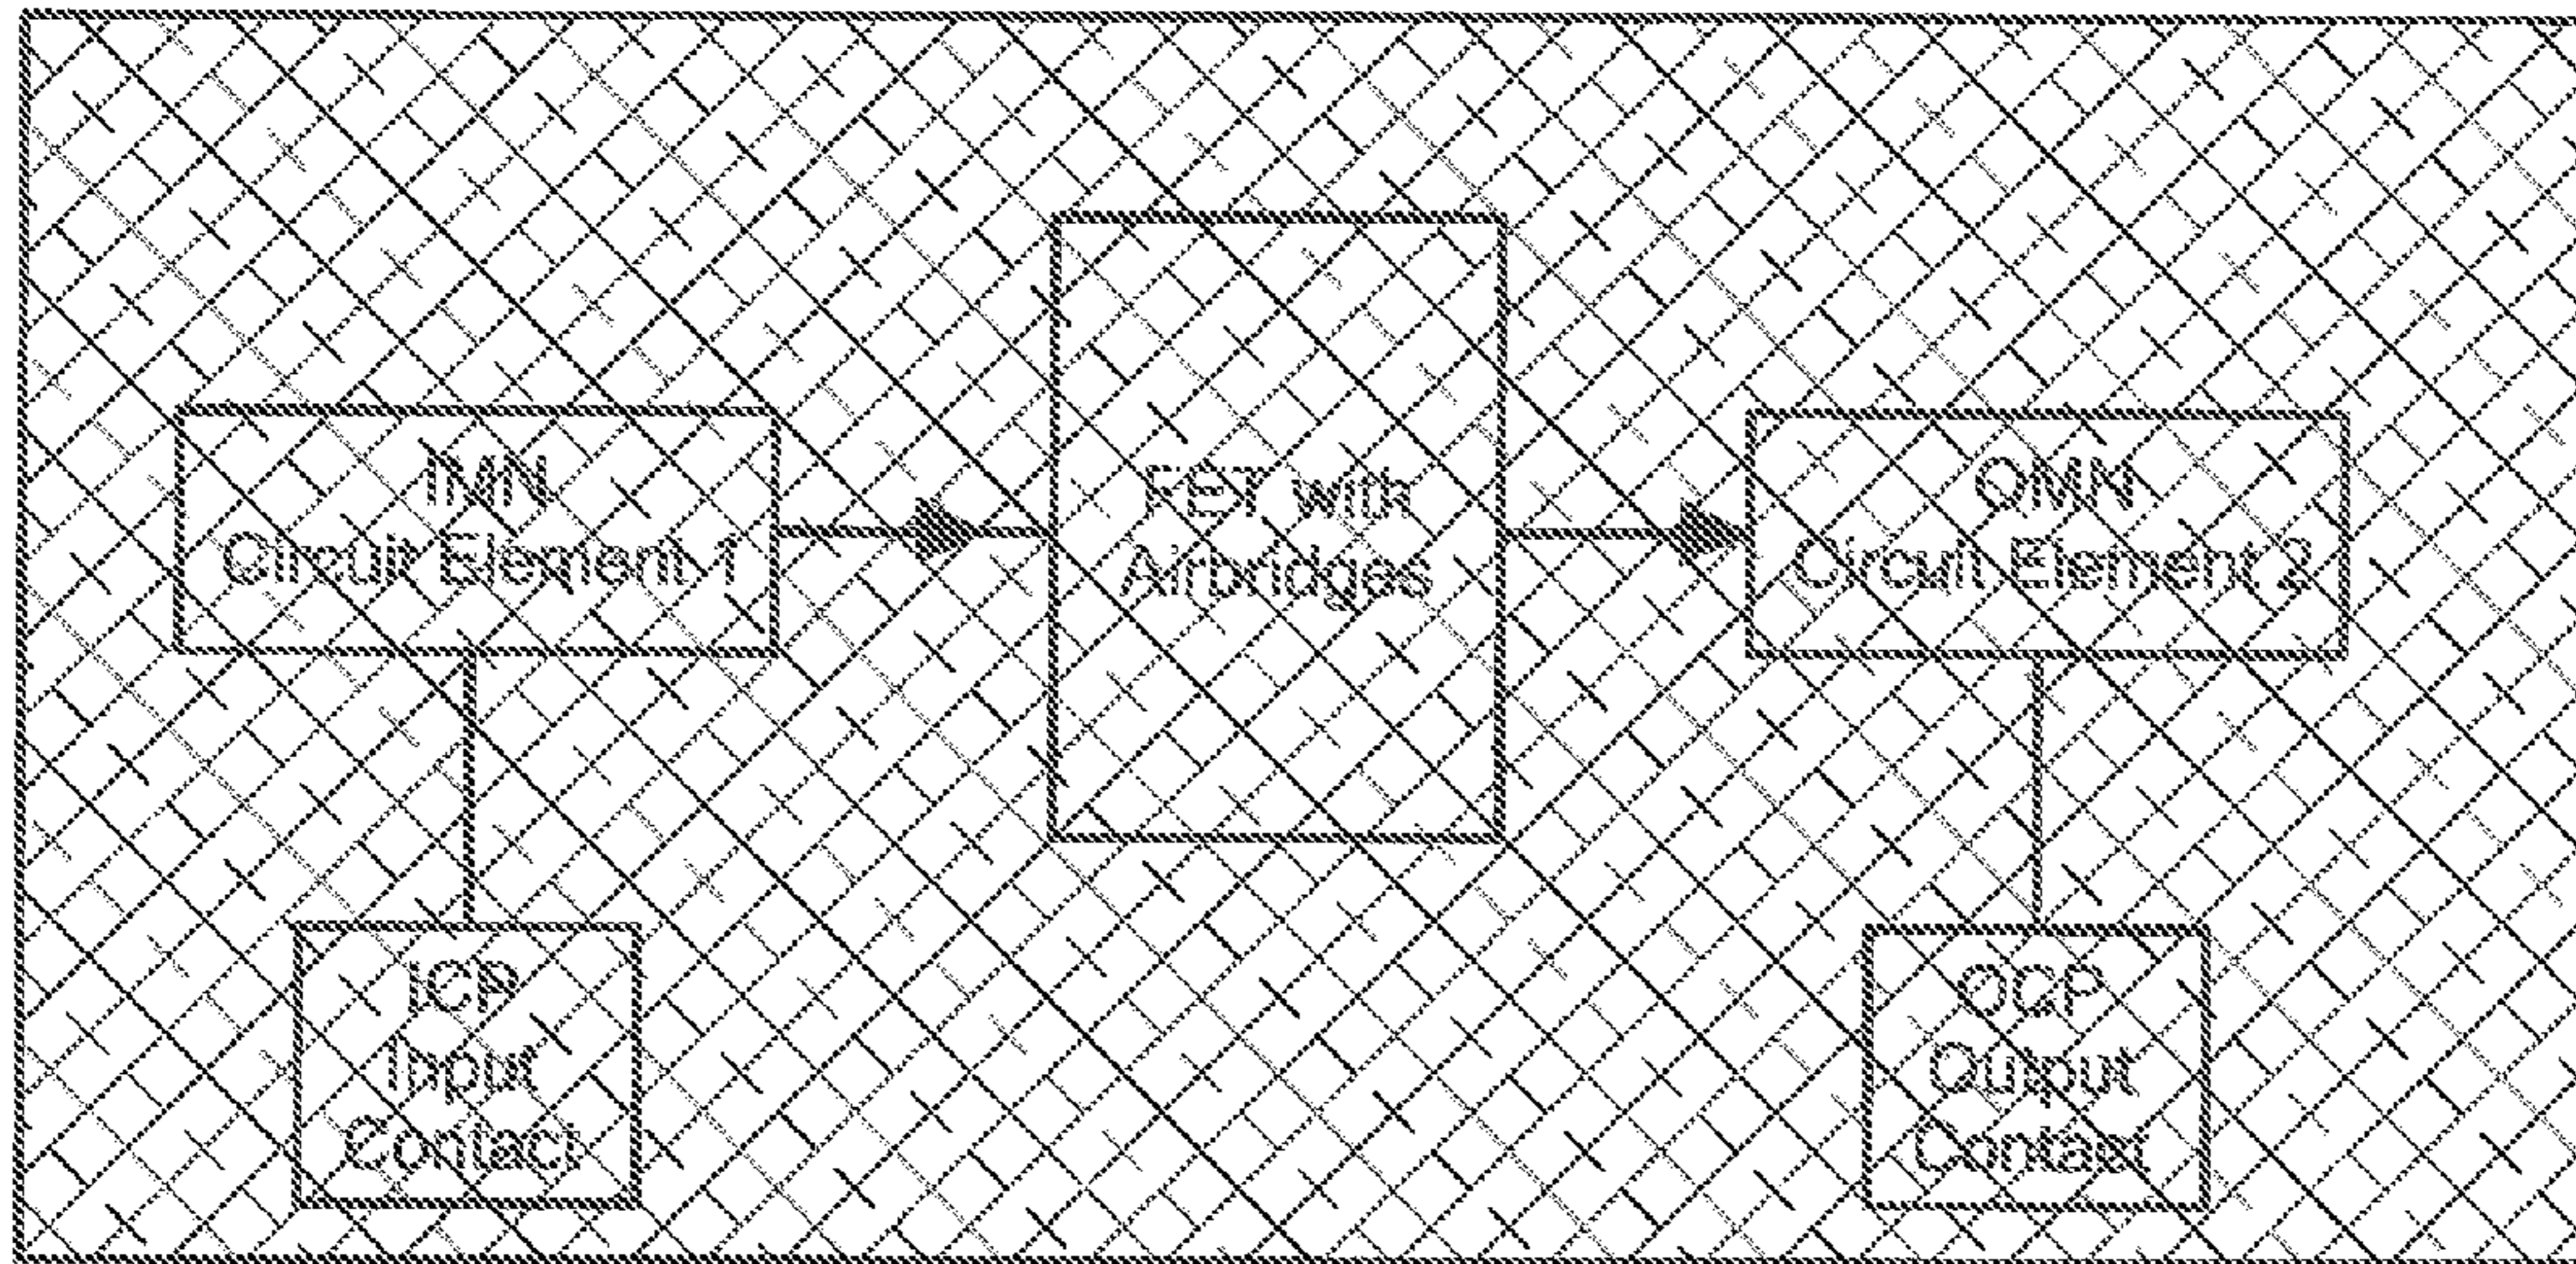 IMN
Circuit Element 1
FET with
Airbridges
OMN
Circuit Element 2
ICP
Input
Contact
OCP
Output
Contact